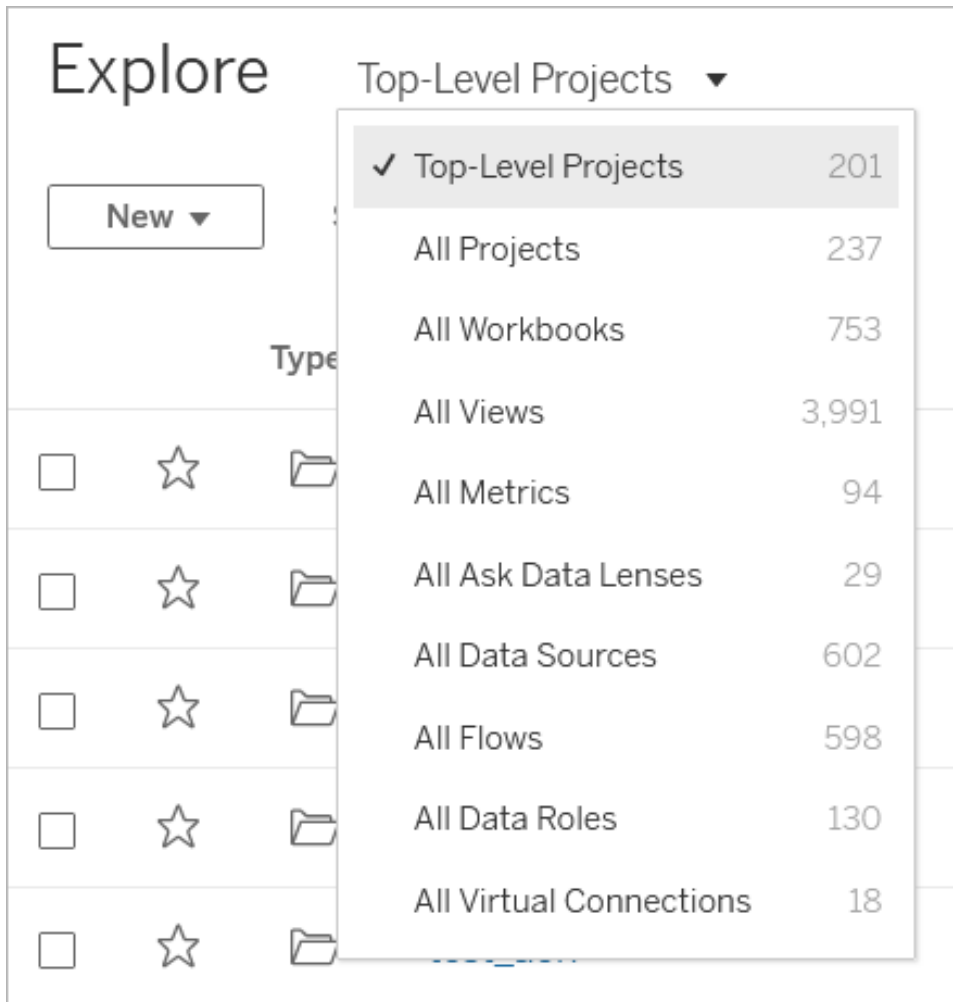 Explore Top-Level Projects
Top-Level Projects 201
New
All Projects 237
All Workbooks 753
Type
All Views 3,991
All Metrics 94
All Ask Data Lenses 29
All Data Sources 602
All Flows 598
All Data Roles 130
All Virtual Connections 18